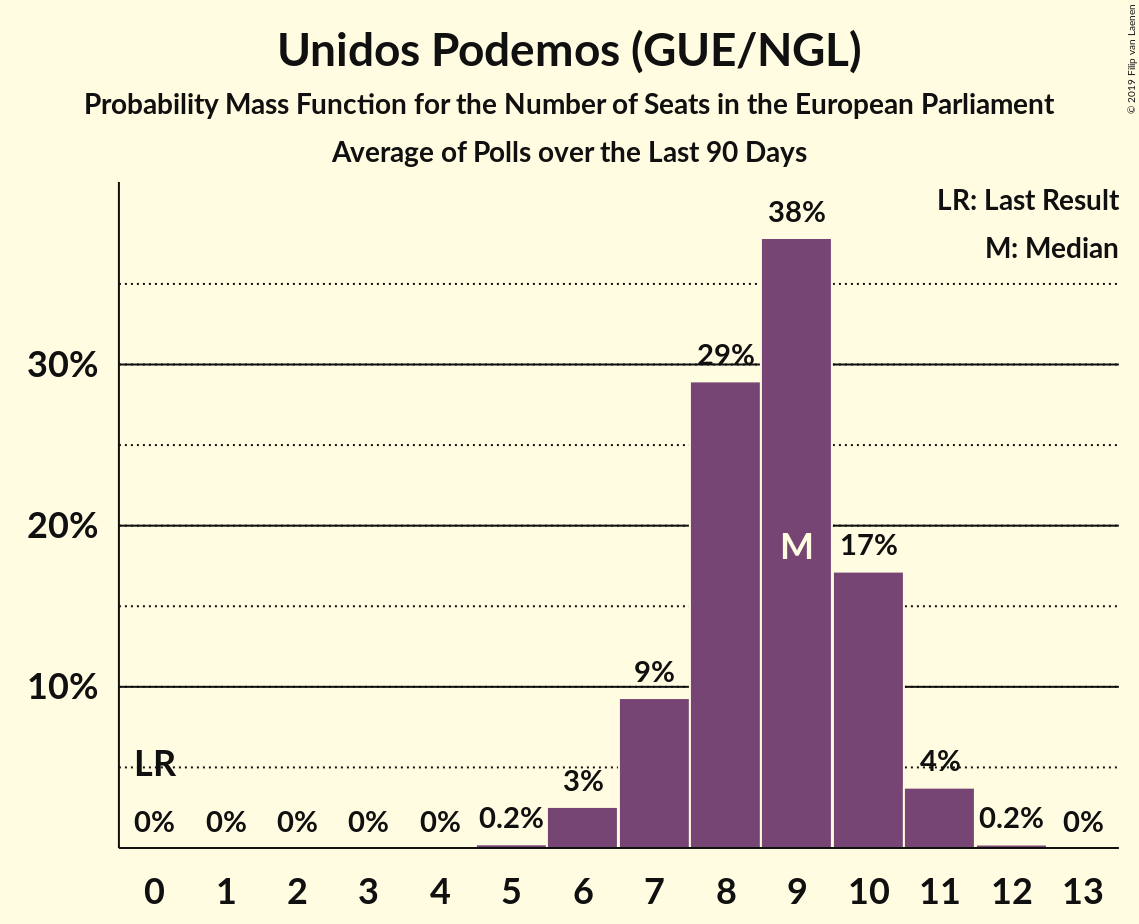 Unidos Podemos (GUE/NGL)
Probability Mass Function for the Number of Seats in the European Parliament
Average of Polls over the Last 90 Days
© 2019 Filip van Laenen
LR: Last Result
M: Median
38%
30%
29%
20%
M
17%
10%
9%
LR
3%
4%
0%
0%
0%
0%
0%
0.2%
0.2%
0%
0 1 2 3 4 5 6 7 8 9 10 11 12 13